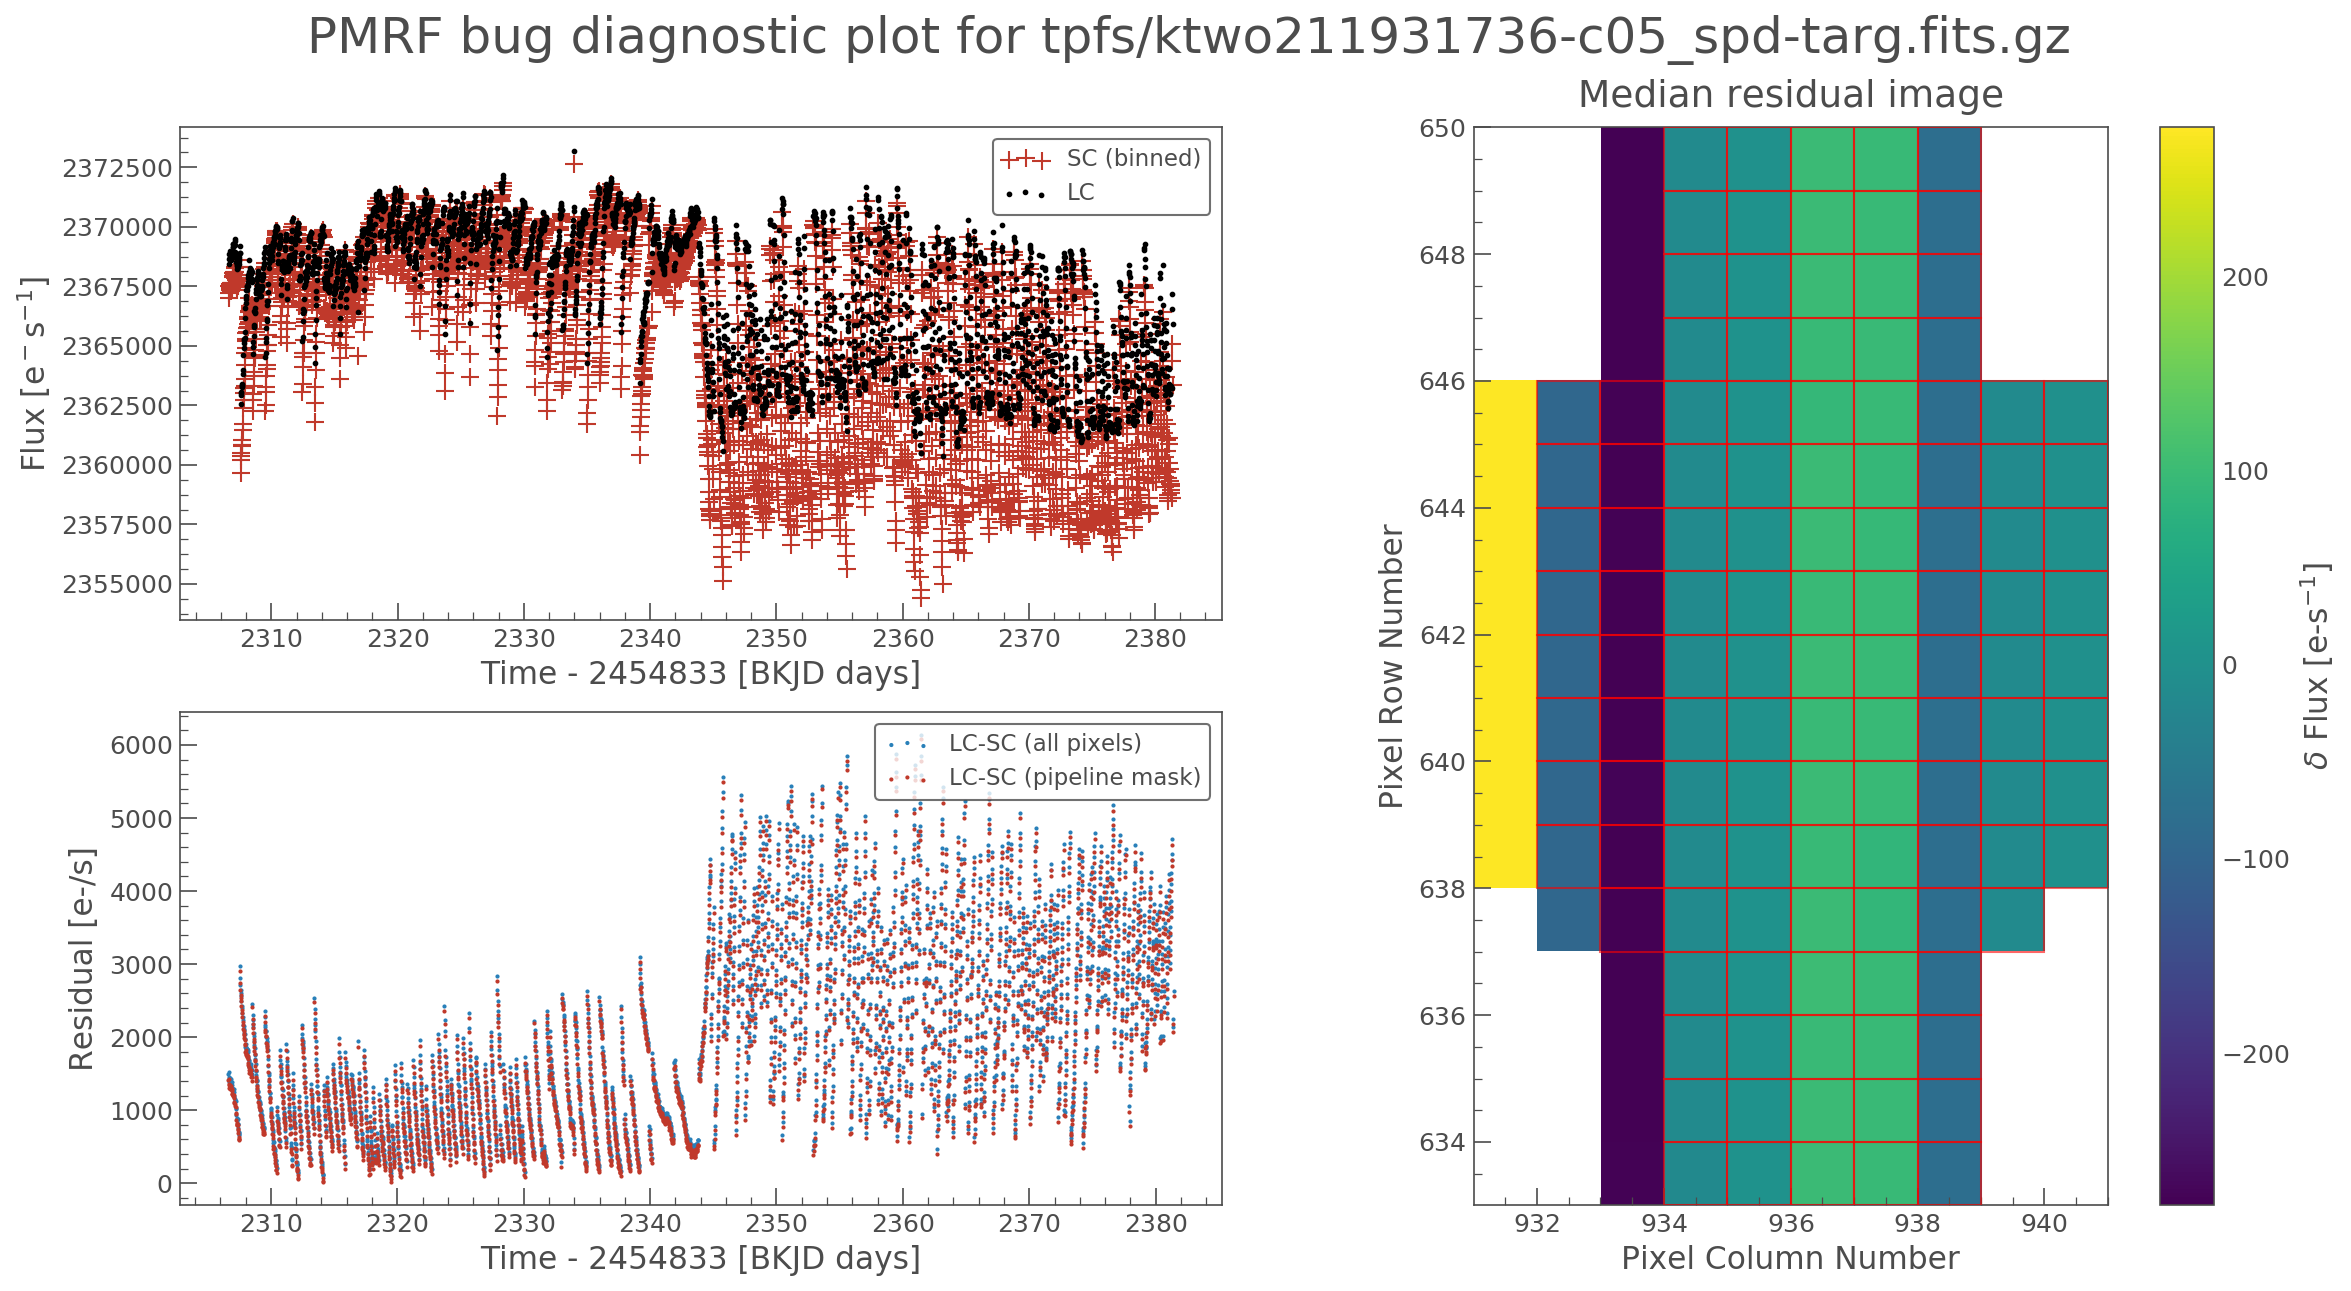 PMRF bug diagnostic plot for tpfs/ktwo211931736-c05_spd-targ.fits.gz
2372500
2370000
2367500
2365000
2362500
2360000
2357500
2355000
Flux [e⁻ s⁻¹]
SC (binned)
LC
2310 2320 2330 2340 2350 2360 2370 2380
Time - 2454833 [BKJD days]
6000
5000
4000
3000
2000
1000
0
Residual [e-/s]
LC-SC (all pixels)
LC-SC (pipeline mask)
2310 2320 2330 2340 2350 2360 2370 2380
Time - 2454833 [BKJD days]
Median residual image
650
648
646
644
642
640
638
636
634
Pixel Row Number
932 934 936 938 940
Pixel Column Number
200
100
0
−100
−200
δ Flux [e-s⁻¹]